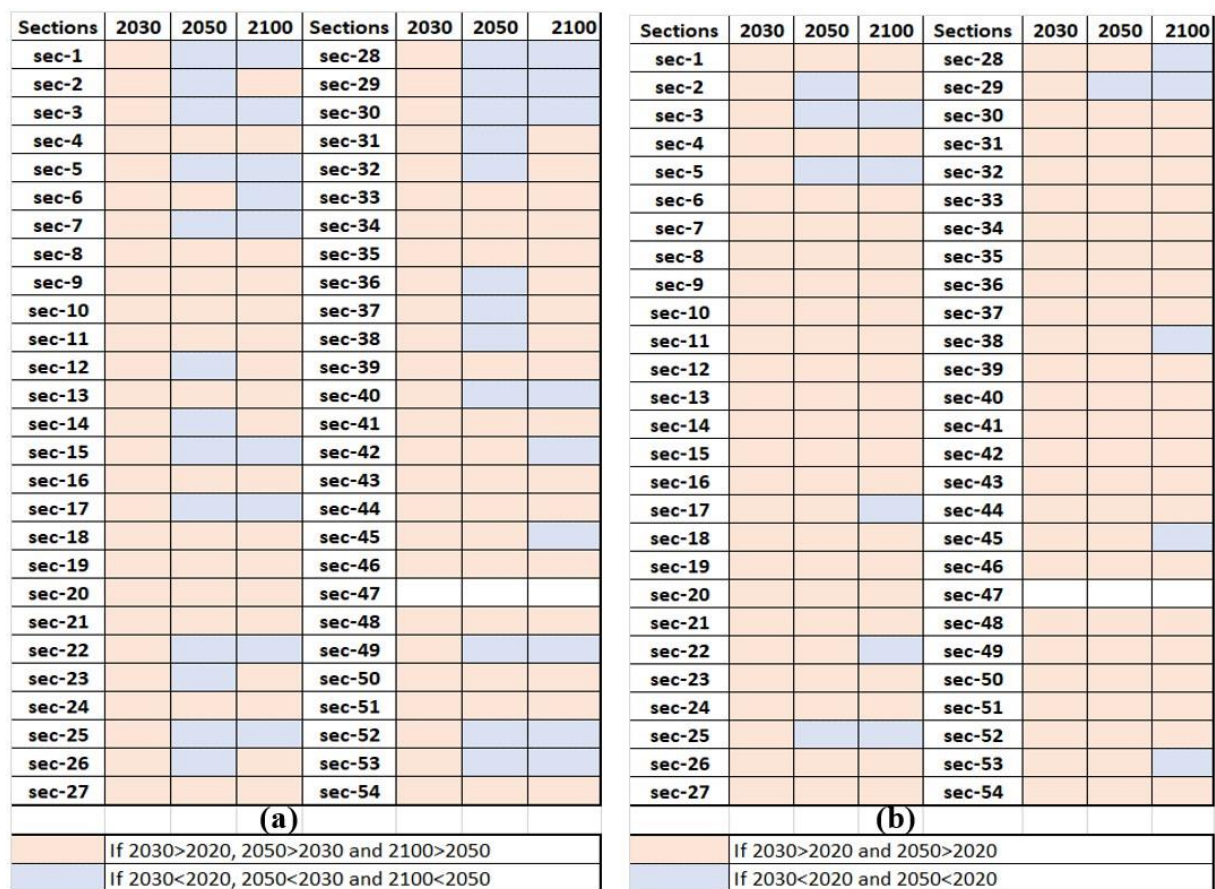 Sections 2030 2050 2100 Sections 2030 2050 2100
sec-1 sec-28
sec-2 sec-29
sec-3 sec-30
sec-4 sec-31
sec-5 sec-32
sec-6 sec-33
sec-7 sec-34
sec-8 sec-35
sec-9 sec-36
sec-10 sec-37
sec-11 sec-38
sec-12 sec-39
sec-13 sec-40
sec-14 sec-41
sec-15 sec-42
sec-16 sec-43
sec-17 sec-44
sec-18 sec-45
sec-19 sec-46
sec-20 sec-47
sec-21 sec-48
sec-22 sec-49
sec-23 sec-50
sec-24 sec-51
sec-25 sec-52
sec-26 sec-53
sec-27 sec-54
(a)
If 2030>2020, 2050>2030 and 2100>2050
If 2030<2020, 2050<2030 and 2100<2050
Sections 2030 2050 2100 Sections 2030 2050 2100
sec-1 sec-28
sec-2 sec-29
sec-3 sec-30
sec-4 sec-31
sec-5 sec-32
sec-6 sec-33
sec-7 sec-34
sec-8 sec-35
sec-9 sec-36
sec-10 sec-37
sec-11 sec-38
sec-12 sec-39
sec-13 sec-40
sec-14 sec-41
sec-15 sec-42
sec-16 sec-43
sec-17 sec-44
sec-18 sec-45
sec-19 sec-46
sec-20 sec-47
sec-21 sec-48
sec-22 sec-49
sec-23 sec-50
sec-24 sec-51
sec-25 sec-52
sec-26 sec-53
sec-27 sec-54
(b)
If 2030>2020 and 2050>2020
If 2030<2020 and 2050<2020